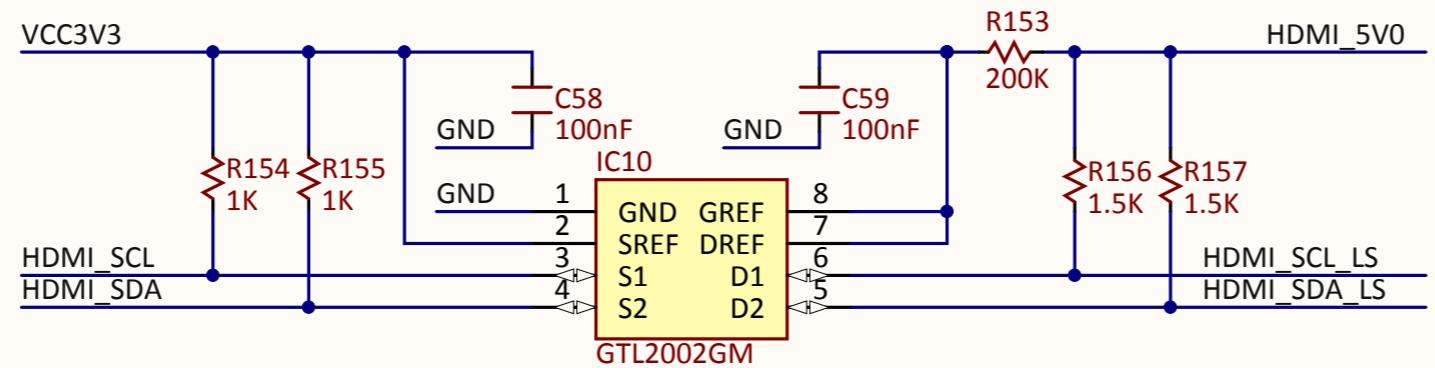 VCC3V3
R153
200K
HDMI_5V0
C58
100nF
GND
C59
100nF
GND
R154
1K
R155
1K
IC10
R156
1.5K
R157
1.5K
GND
1
GND
GREF
8
2
SREF
DREF
7
HDMI_SCL
3
S1
D1
6
HDMI_SCL_LS
HDMI_SDA
4
S2
D2
5
HDMI_SDA_LS
GTL2002GM